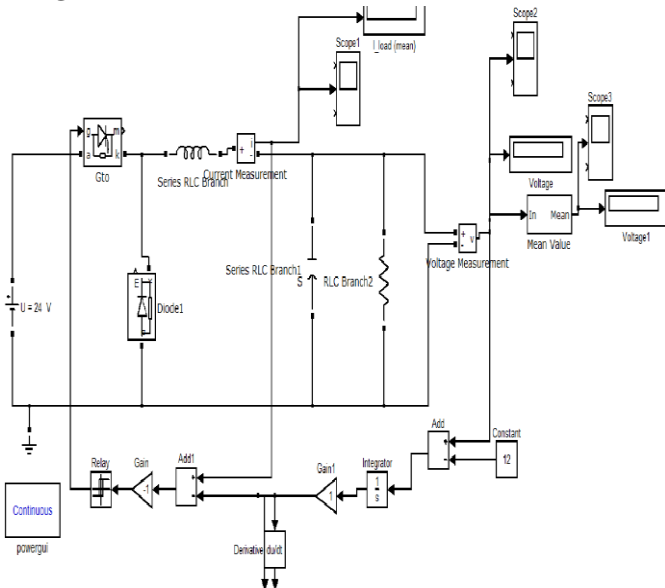 Scope2
I_load (mean)
Scope1
Scope3
g
m
a
k
Gto
i
+
-
Series RLC Branch
Current Measurement
Voltage
In
Mean
Mean Value
Voltage1
+
-
v
Voltage Measurement
Series RLC Branch1
S
RLC Branch2
Diode1
+
U = 24 V
Add
Constant
12
Relay
Gain
-1
Add1
+
-
Gain1
1
Integrator
1
s
+
-
Derivative
du/dt
Continuous
powergui